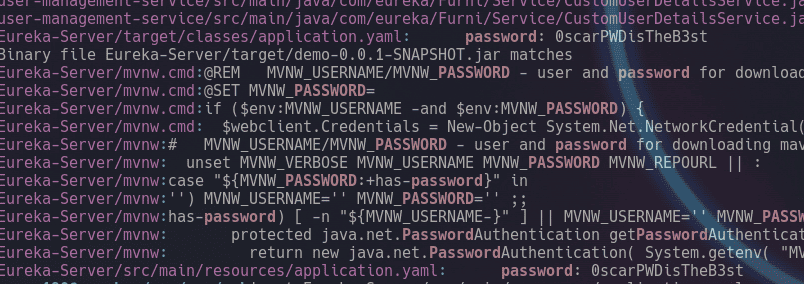 user-management-service/src/main/java/com/eureka/Furni/Service/CustomUserDetailsService.ja
user-management-service/src/main/java/com/eureka/Furni/Service/CustomUserDetailsService.ja
Eureka-Server/target/classes/application.yaml:      password: 0scarPWDisTheB3st
Binary file Eureka-Server/target/demo-0.0.1-SNAPSHOT.jar matches
Eureka-Server/mvnw.cmd:@REM   MVNW_USERNAME/MVNW_PASSWORD - user and password for download
Eureka-Server/mvnw.cmd:@SET MVNW_PASSWORD=
Eureka-Server/mvnw.cmd:if ($env:MVNW_USERNAME -and $env:MVNW_PASSWORD) {
Eureka-Server/mvnw.cmd:  $webclient.Credentials = New-Object System.Net.NetworkCredential(
Eureka-Server/mvnw:#   MVNW_USERNAME/MVNW_PASSWORD - user and password for downloading mav
Eureka-Server/mvnw:  unset MVNW_VERBOSE MVNW_USERNAME MVNW_PASSWORD MVNW_REPOURL || :
Eureka-Server/mvnw:case "${MVNW_PASSWORD:+has-password}" in
Eureka-Server/mvnw:'') MVNW_USERNAME='' MVNW_PASSWORD='' ;;
Eureka-Server/mvnw:has-password) [ -n "${MVNW_USERNAME-}" ] || MVNW_USERNAME='' MVNW_PASSW
Eureka-Server/mvnw:       protected java.net.PasswordAuthentication getPasswordAuthenticat
Eureka-Server/mvnw:         return new java.net.PasswordAuthentication( System.getenv( "MV
Eureka-Server/src/main/resources/application.yaml:      password: 0scarPWDisTheB3st